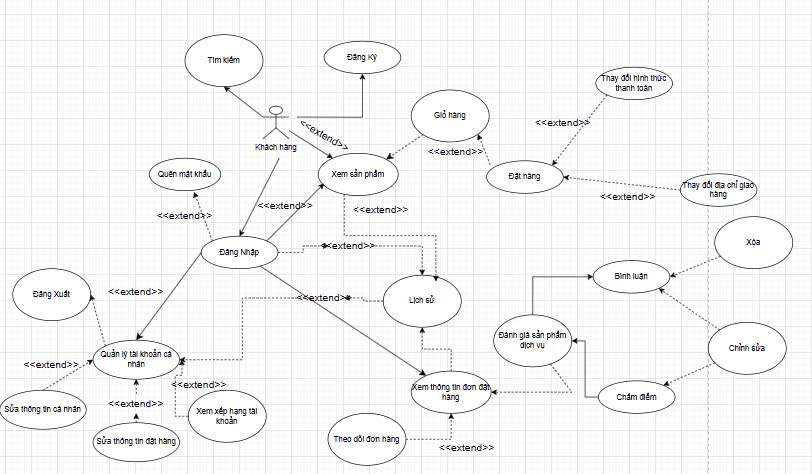 Tìm kiếm
Đăng Ký
Khách hàng
<<extend>>
Giỏ hàng
Thay đổi hình thức
thanh toán
<<extend>>
<<extend>>
Quên mật khẩu
Xem sản phẩm
Đặt hàng
Thay đổi địa chỉ giao
hàng
<<extend>>
<<extend>>
<<extend>>
<<extend>>
Đăng Nhập
<<extend>>
Xóa
Bình luận
Đăng Xuất
<<extend>>
<<extend>>
Lịch sử
Đánh giá sản phẩm
dịch vụ
Chỉnh sửa
Quản lý tài khoản cá
nhân
<<extend>>
<<extend>>
Xem thông tin đơn đặt
hàng
Chấm điểm
Sửa thông tin cá nhân
<<extend>>
Xem xếp hạng tài
khoản
Sửa thông tin đặt hàng
Theo dõi đơn hàng
<<extend>>